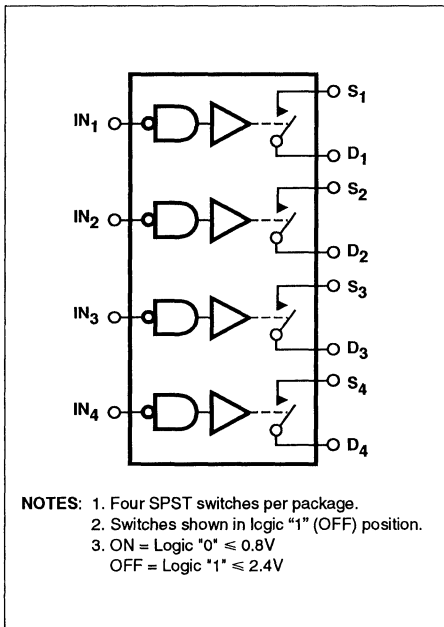 S1
IN1
D1
S2
IN2
D2
S3
IN3
D3
S4
IN4
D4
NOTES: 1. Four SPST switches per package.
2. Switches shown in logic “1” (OFF) position.
3. ON = Logic "0" ≤ 0.8V
OFF = Logic "1" ≤ 2.4V